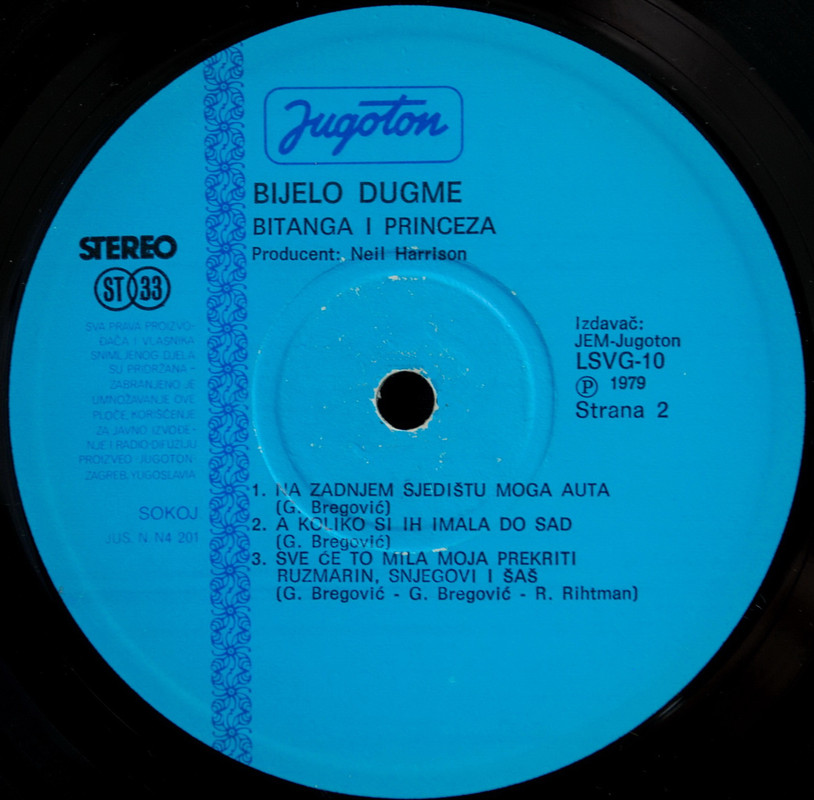 Jugoton
BIJELO DUGME
BITANGA I PRINCEZA
Producent: Neil Harrison
STEREO
ST 33
SVA PRAVA PROIZVO-
ĐAČA I VLASNIKA
SNIMLJENOG DJELA
SU PRIDRŽANA -
ZABRANJENO JE
UMNOŽAVANJE OVE
PLOČE, KORIŠĆENJE
ZA JAVNO IZVOĐE-
NJE I RADIO-DIFUZIJU
PROIZVEO - JUGOTON -
ZAGREB, YUGOSLAVIA
SOKOJ
JUS. N. N4 201
Izdavač:
JEM-Jugoton
LSVG-10
Ⓟ 1979
Strana 2
1. NA ZADNJEM SJEDIŠTU MOGA AUTA
(G. Bregović)
2. A KOLIKO SI IH IMALA DO SAD
(G. Bregović)
3. SVE ĆE TO MILA MOJA PREKRITI
RUZMARIN, SNJEGOVI I ŠAŠ
(G. Bregović - G. Bregović - R. Rihtman)